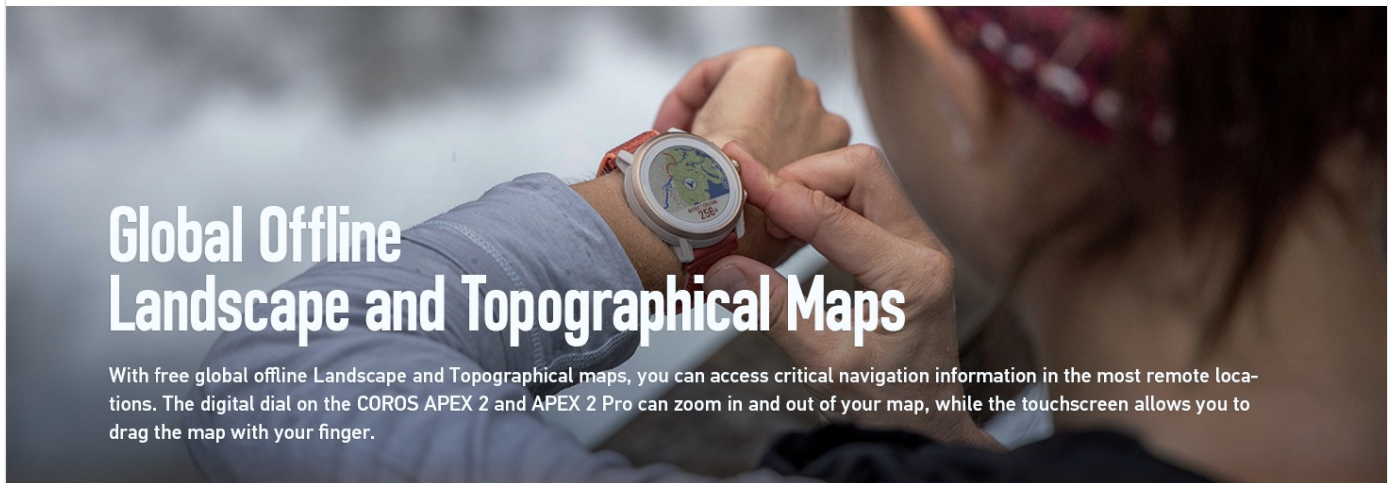 Global Offline
Landscape and Topographical Maps
With free global offline Landscape and Topographical maps, you can access critical navigation information in the most remote loca-
tions. The digital dial on the COROS APEX 2 and APEX 2 Pro can zoom in and out of your map, while the touchscreen allows you to
drag the map with your finger.